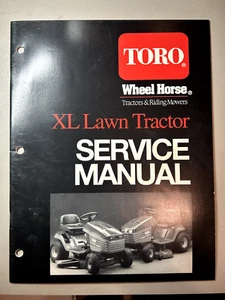 TORO
Wheel Horse®
Tractors & Riding Mowers
XL Lawn Tractor
SERVICE
MANUAL